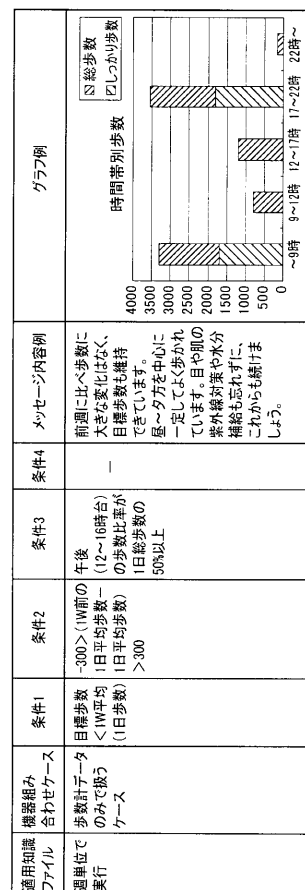 適用知識
ファイル
機器組み
合わせケース
条件1
条件2
条件3
条件4
メッセージ内容例
グラフ例
週単位で
実行
歩数計データ
のみで扱う
ケース
目標歩数
<1W平均
(1日歩数)
-300>(1W前の
1日平均歩数−
1日平均歩数)
>300
午後
(12〜16時台)
の歩数比率が
1日総歩数の
50%以上
—
前週に比べ歩数に
大きな変化はなく、
目標歩数も維持
できています。
昼〜夕方を中心に
一定してよく歩かれ
ています。目や肌の
紫外線対策や水分
補給も忘れずに、
これからも続けま
しょう。
時間帯別歩数
総歩数
しっかり歩数
4000
3500
3000
2500
2000
1500
1000
500
0
〜9時
9〜12時
12〜17時
17〜22時
22時〜